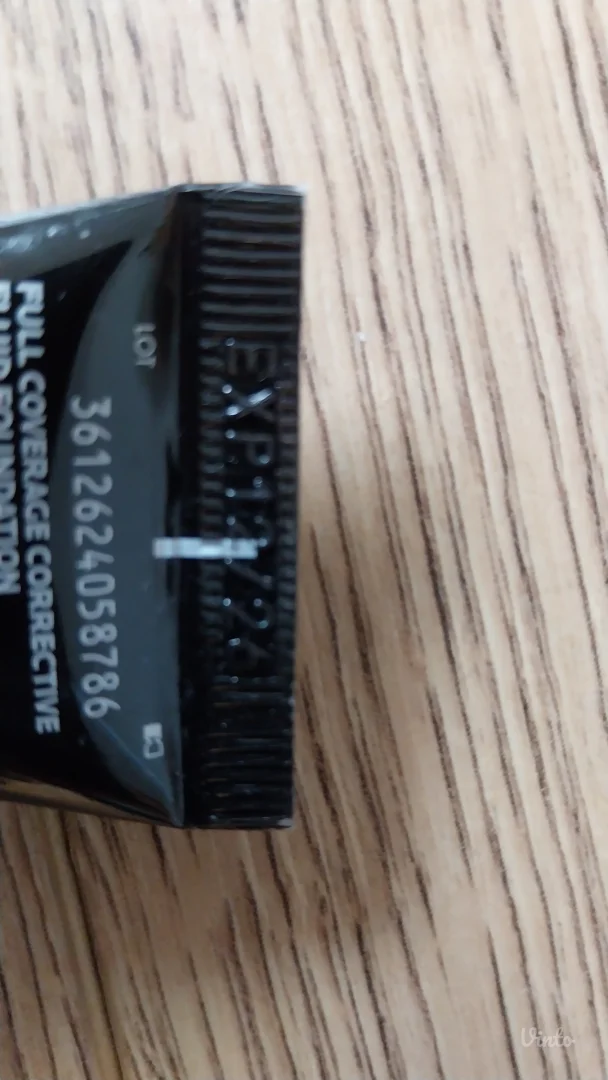 FULL COVERAGE CORRECTIVE
FLUID FOUNDATION
3612624058786
LOT
EXP12/24
Vinto